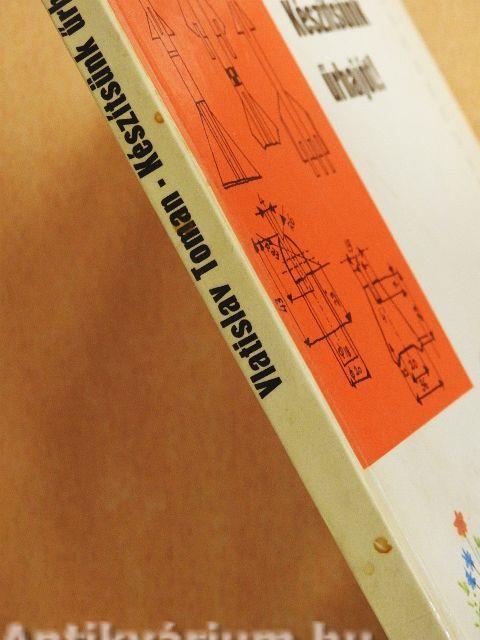 Készítsünk
űrhajót!
Vlatislav Toman - Készítsünk űrh
Antikvárium.hu